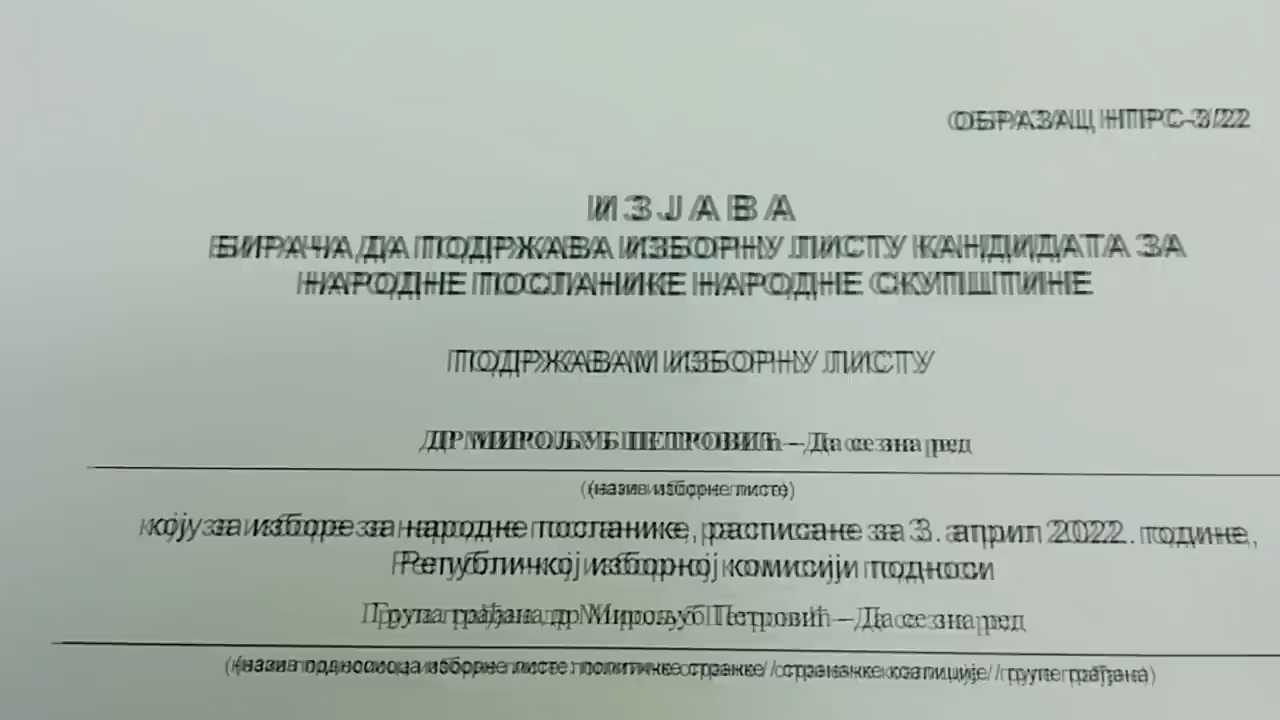 ОБРАЗАЦ НПРС-3/22
ИЗЈАВА
БИРАЧА ДА ПОДРЖАВА ИЗБОРНУ ЛИСТУ КАНДИДАТА ЗА
НАРОДНЕ ПОСЛАНИКЕ НАРОДНЕ СКУПШТИНЕ
ПОДРЖАВАМ ИЗБОРНУ ЛИСТУ
ДР МИРОЉУБ ПЕТРОВИЋ – Да се зна ред
(назив изборне листе)
коју за изборе за народне посланике, расписане за 3. април 2022. године,
Републичкој изборној комисији подноси
Група грађана др Мирољуб Петровић – Да се зна ред
(назив подносиоца изборне листе: политичке странке/ страначке коалиције/ групе грађана)